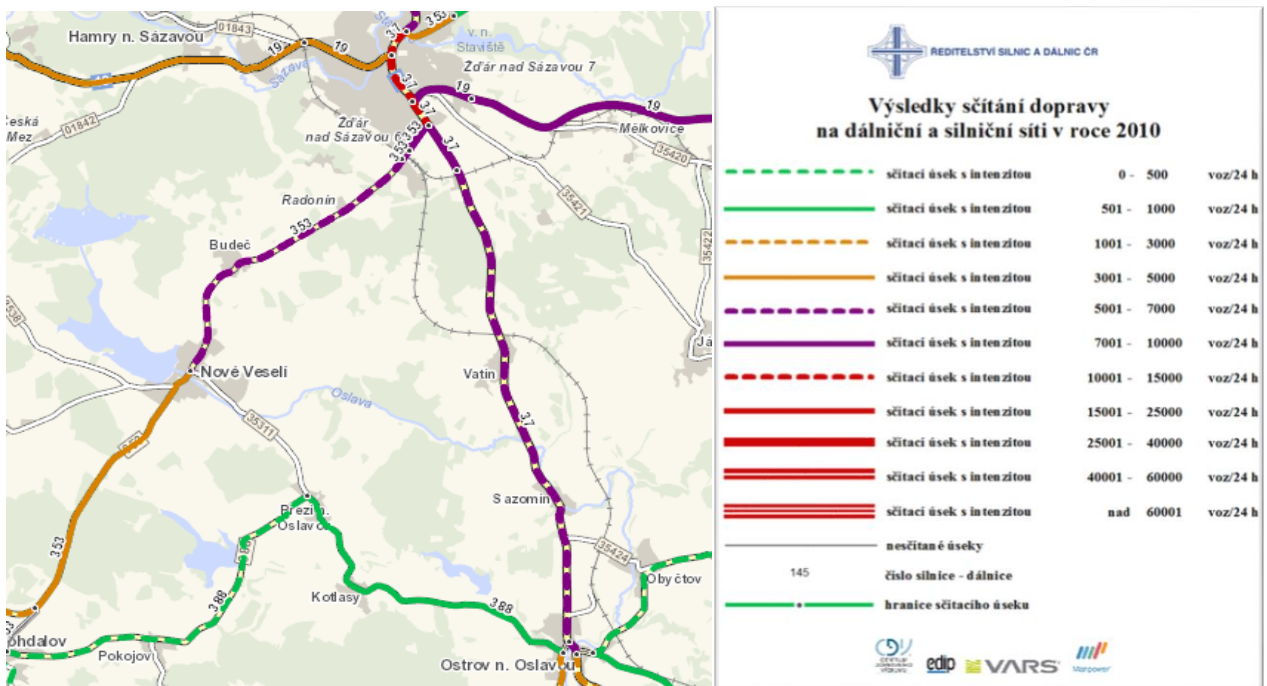 01843
Hamry n. Sázavou
19
19
Sázava
37
353
v. n.
Staviště
Žďár nad Sázavou 7
37
37
19
19
Mělkovice
Česká
Mez
01842
Žďár
nad Sázavou 6
353
353
37
35420
35421
35422
Radonín
353
Budeč
Nové Veselí
Vatín
Oslava
37
35311
Sazomín
353
Březí n.
Oslavou
388
Kotlasy
388
35424
Obyčtov
Pokojov
Ostrov n. Oslavou
ŘEDITELSTVÍ SILNIC A DÁLNIC ČR
Výsledky sčítání dopravy
na dálniční a silniční síti v roce 2010
sčítací úsek s intenzitou 0 - 500 voz/24 h
sčítací úsek s intenzitou 501 - 1000 voz/24 h
sčítací úsek s intenzitou 1001 - 3000 voz/24 h
sčítací úsek s intenzitou 3001 - 5000 voz/24 h
sčítací úsek s intenzitou 5001 - 7000 voz/24 h
sčítací úsek s intenzitou 7001 - 10000 voz/24 h
sčítací úsek s intenzitou 10001 - 15000 voz/24 h
sčítací úsek s intenzitou 15001 - 25000 voz/24 h
sčítací úsek s intenzitou 25001 - 40000 voz/24 h
sčítací úsek s intenzitou 40001 - 60000 voz/24 h
sčítací úsek s intenzitou nad 60001 voz/24 h
nesčítané úseky
145 číslo silnice - dálnice
hranice sčítacího úseku
CDV
edip
VARS
Manpower